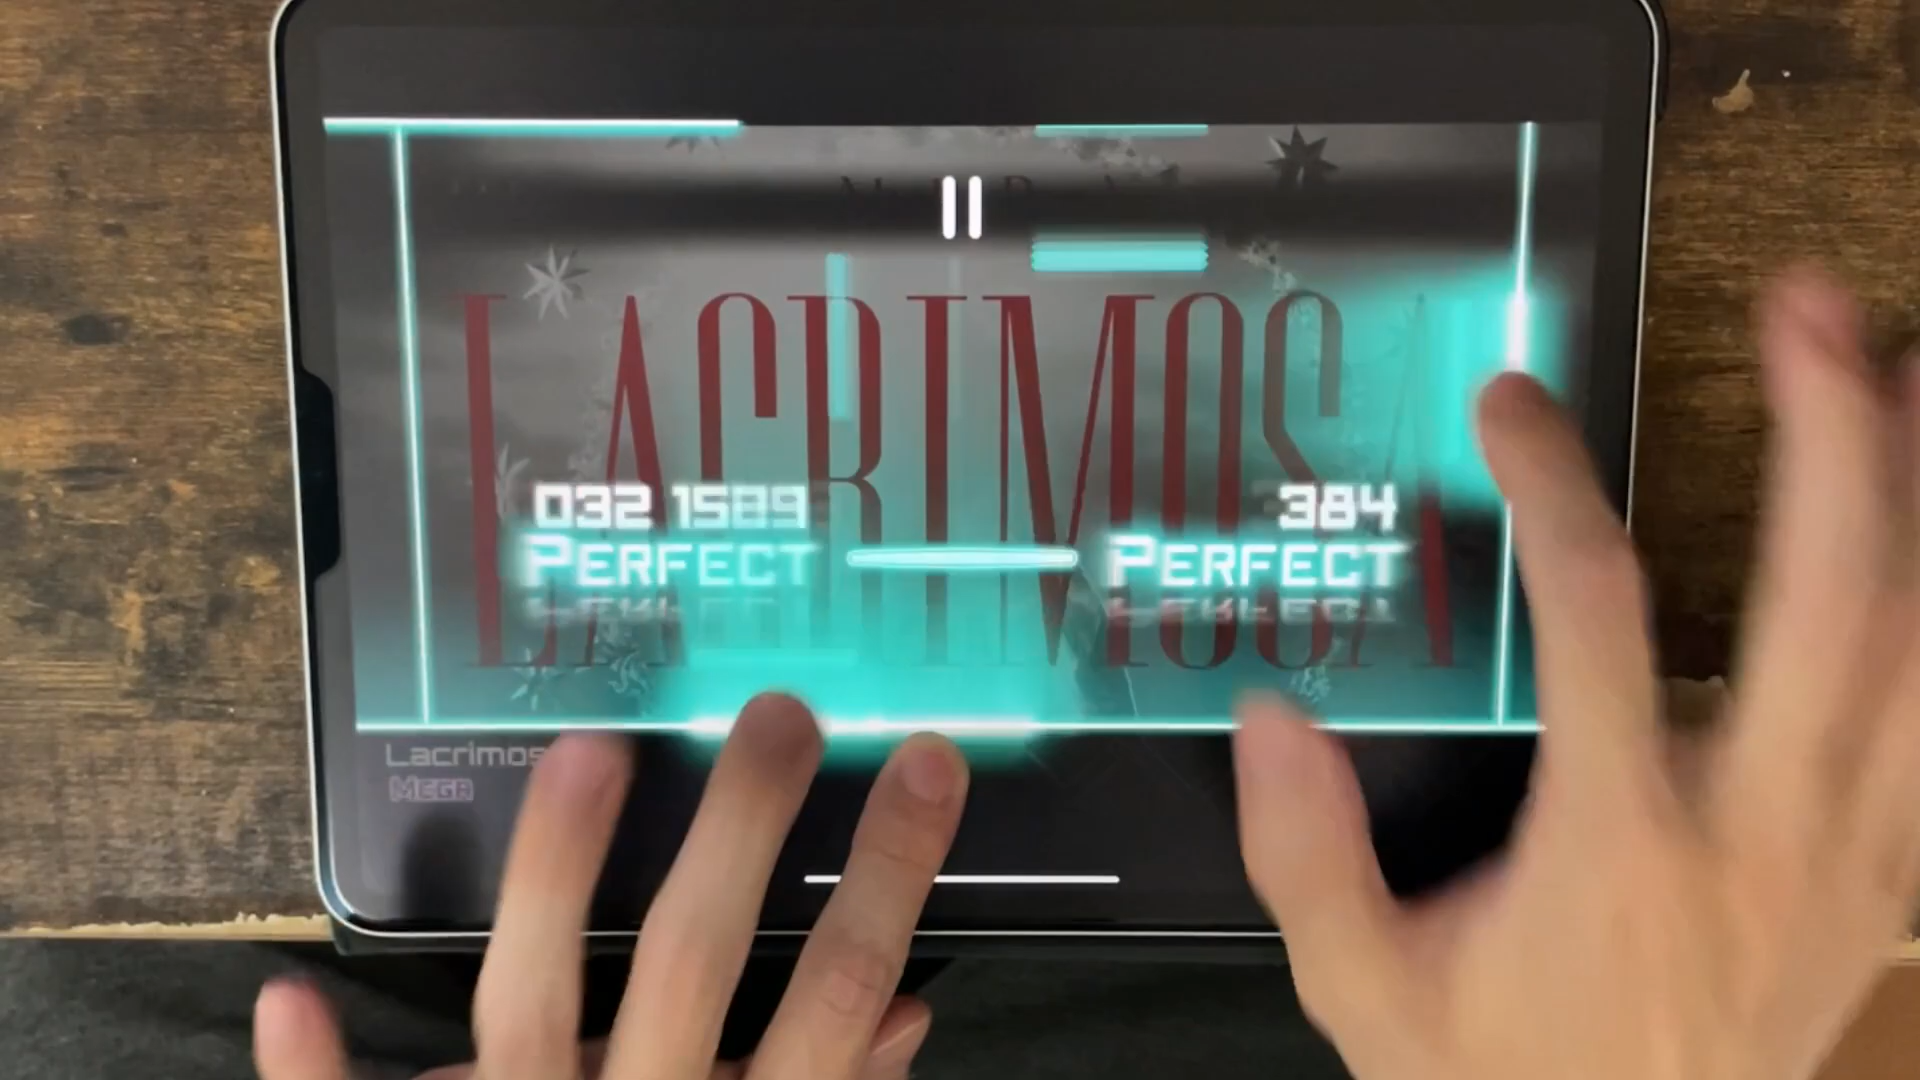 LACRIMOSA
032 1589
384
PERFECT
PERFECT
Lacrimos
MEGA